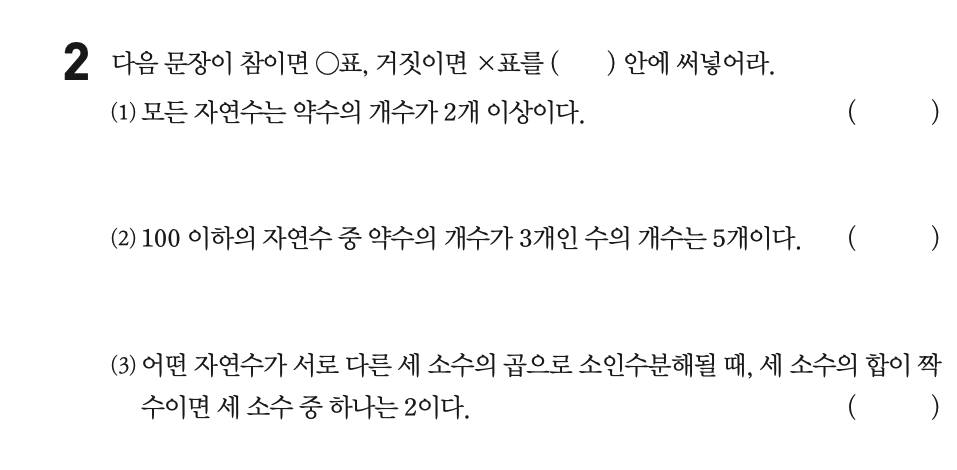 2 다음 문장이 참이면 ○표, 거짓이면 ×표를 (　　) 안에 써넣어라.
(1) 모든 자연수는 약수의 개수가 2개 이상이다. (　　)
(2) 100 이하의 자연수 중 약수의 개수가 3개인 수의 개수는 5개이다. (　　)
(3) 어떤 자연수가 서로 다른 세 소수의 곱으로 소인수분해될 때, 세 소수의 합이 짝
수이면 세 소수 중 하나는 2이다. (　　)